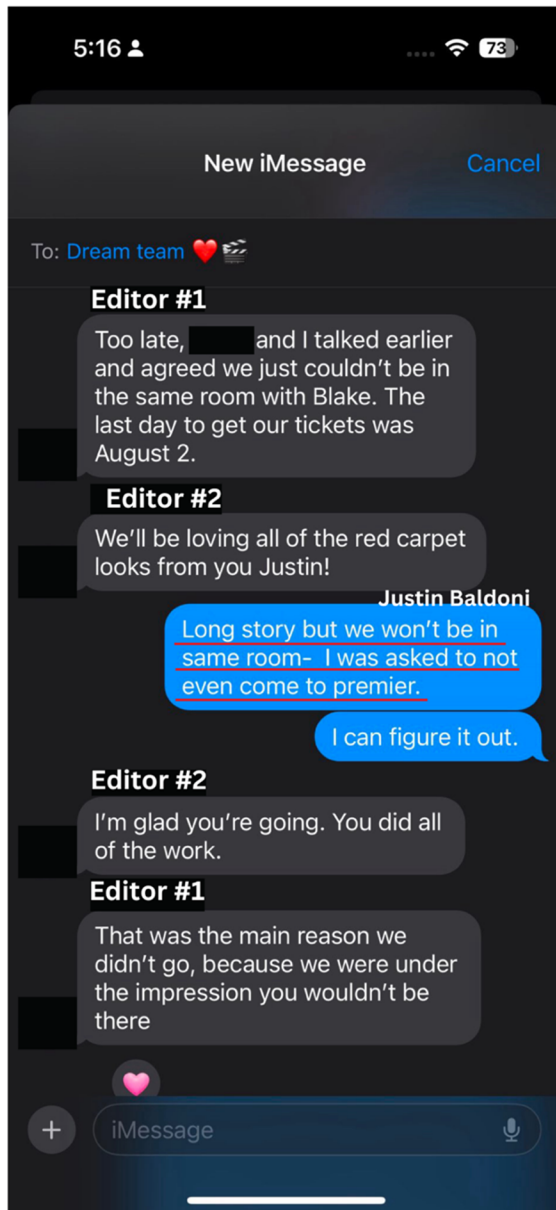 5:16
73
New iMessage
Cancel
To: Dream team ❤️🎬
Editor #1
Too late, and I talked earlier
and agreed we just couldn’t be in
the same room with Blake. The
last day to get our tickets was
August 2.
Editor #2
We’ll be loving all of the red carpet
looks from you Justin!
Justin Baldoni
Long story but we won’t be in
same room- I was asked to not
even come to premier.
I can figure it out.
Editor #2
I’m glad you’re going. You did all
of the work.
Editor #1
That was the main reason we
didn’t go, because we were under
the impression you wouldn’t be
there
iMessage